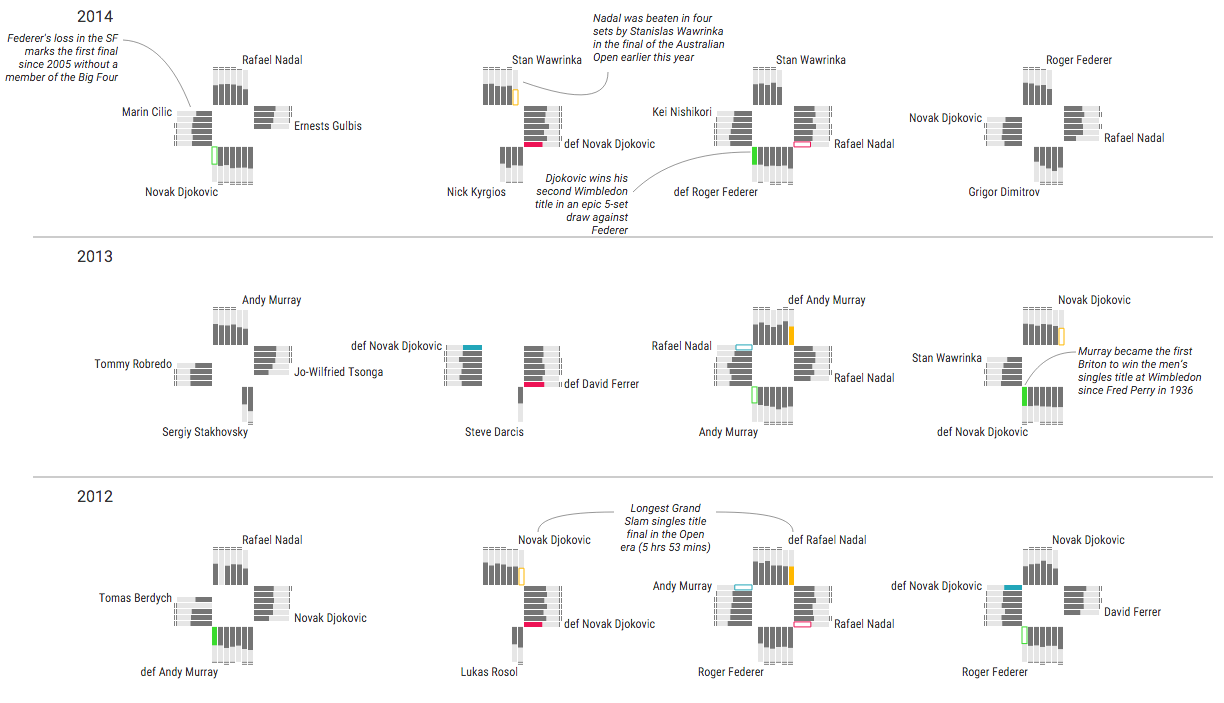 2014
Federer's loss in the SF
marks the first final
since 2005 without a
member of the Big Four
Nadal was beaten in four
sets by Stanislas Wawrinka
in the final of the Australian
Open earlier this year
Rafael Nadal
Marin Cilic
Ernests Gulbis
Novak Djokovic
Stan Wawrinka
def Novak Djokovic
Nick Kyrgios
Djokovic wins his
second Wimbledon
title in an epic 5-set
draw against
Federer
Stan Wawrinka
Kei Nishikori
Rafael Nadal
def Roger Federer
Roger Federer
Novak Djokovic
Rafael Nadal
Grigor Dimitrov
2013
Andy Murray
Tommy Robredo
Jo-Wilfried Tsonga
Sergiy Stakhovsky
def Novak Djokovic
def David Ferrer
Steve Darcis
def Andy Murray
Rafael Nadal
Rafael Nadal
Andy Murray
Novak Djokovic
Stan Wawrinka
Murray became the first
Briton to win the men's
singles title at Wimbledon
since Fred Perry in 1936
def Novak Djokovic
2012
Rafael Nadal
Tomas Berdych
Novak Djokovic
def Andy Murray
Longest Grand
Slam singles title
final in the Open
era (5 hrs 53 mins)
Novak Djokovic
def Novak Djokovic
Lukas Rosol
def Rafael Nadal
Andy Murray
Rafael Nadal
Roger Federer
Novak Djokovic
def Novak Djokovic
David Ferrer
Roger Federer